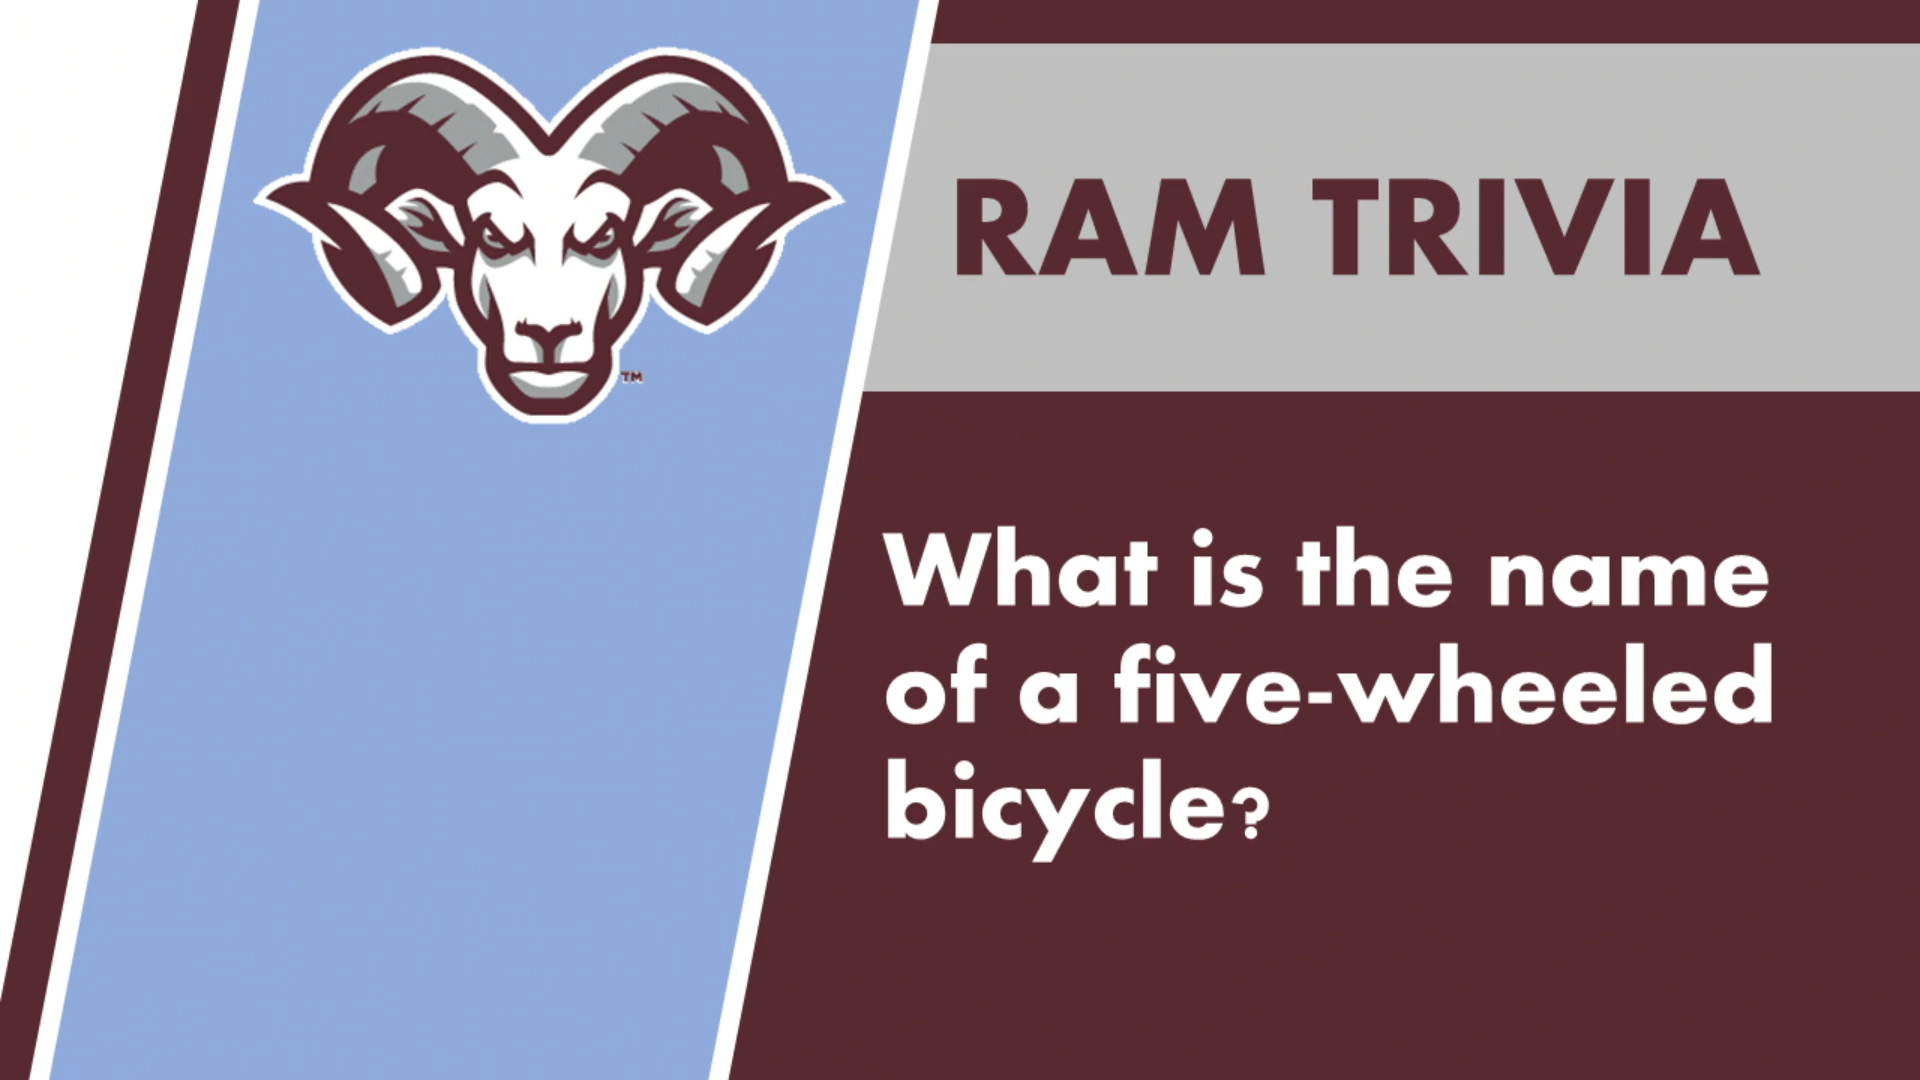 TM
RAM TRIVIA
What is the name
of a five-wheeled
bicycle?